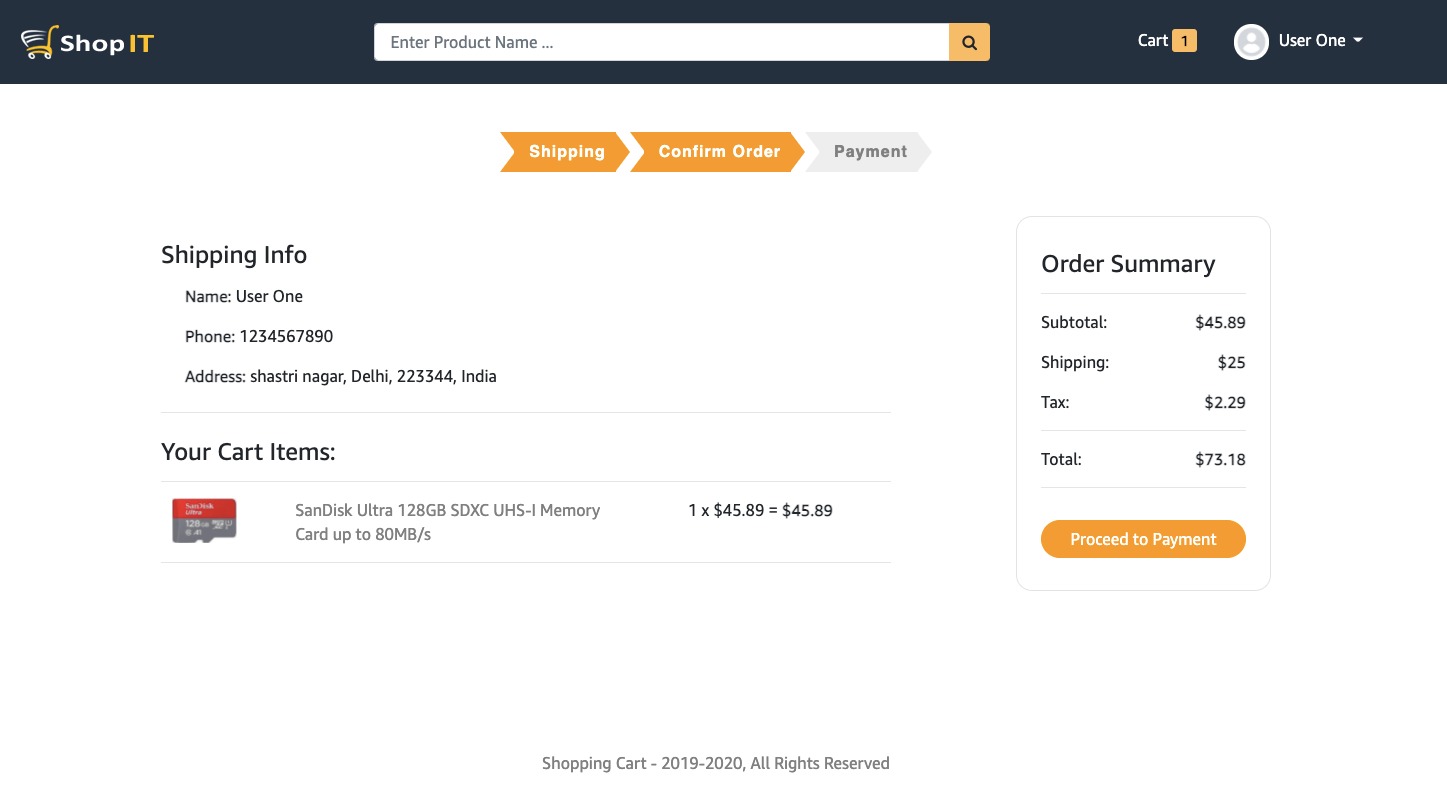 Shop IT
Enter Product Name ...
Cart 1
User One
Shipping
Confirm Order
Payment
Shipping Info
Name: User One
Phone: 1234567890
Address: shastri nagar, Delhi, 223344, India
Your Cart Items:
SanDisk
Ultra
128 GB
SanDisk Ultra 128GB SDXC UHS-I Memory
Card up to 80MB/s
1 x $45.89 = $45.89
Order Summary
Subtotal: $45.89
Shipping: $25
Tax: $2.29
Total: $73.18
Proceed to Payment
Shopping Cart - 2019-2020, All Rights Reserved